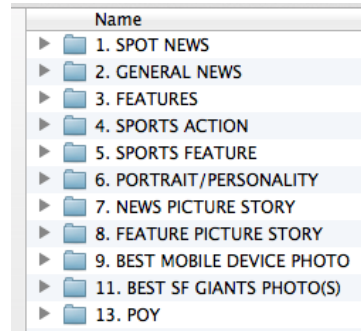 Name
1. SPOT NEWS
2. GENERAL NEWS
3. FEATURES
4. SPORTS ACTION
5. SPORTS FEATURE
6. PORTRAIT/PERSONALITY
7. NEWS PICTURE STORY
8. FEATURE PICTURE STORY
9. BEST MOBILE DEVICE PHOTO
11. BEST SF GIANTS PHOTO(S)
13. POY